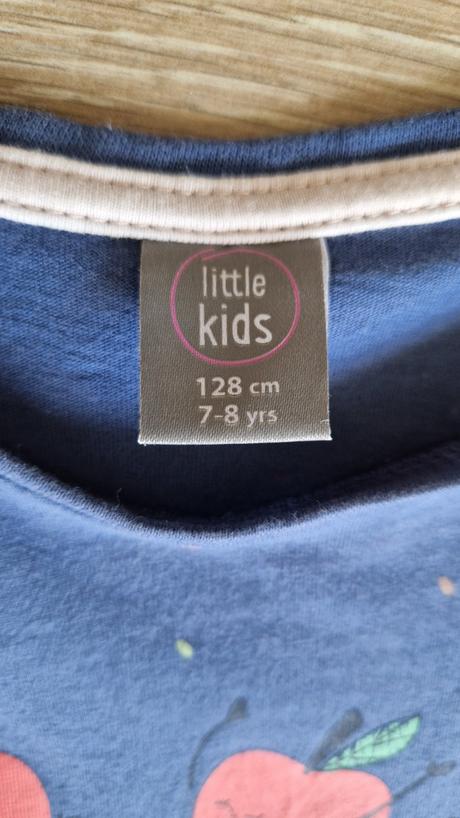 little
kids
128 cm
7-8 yrs